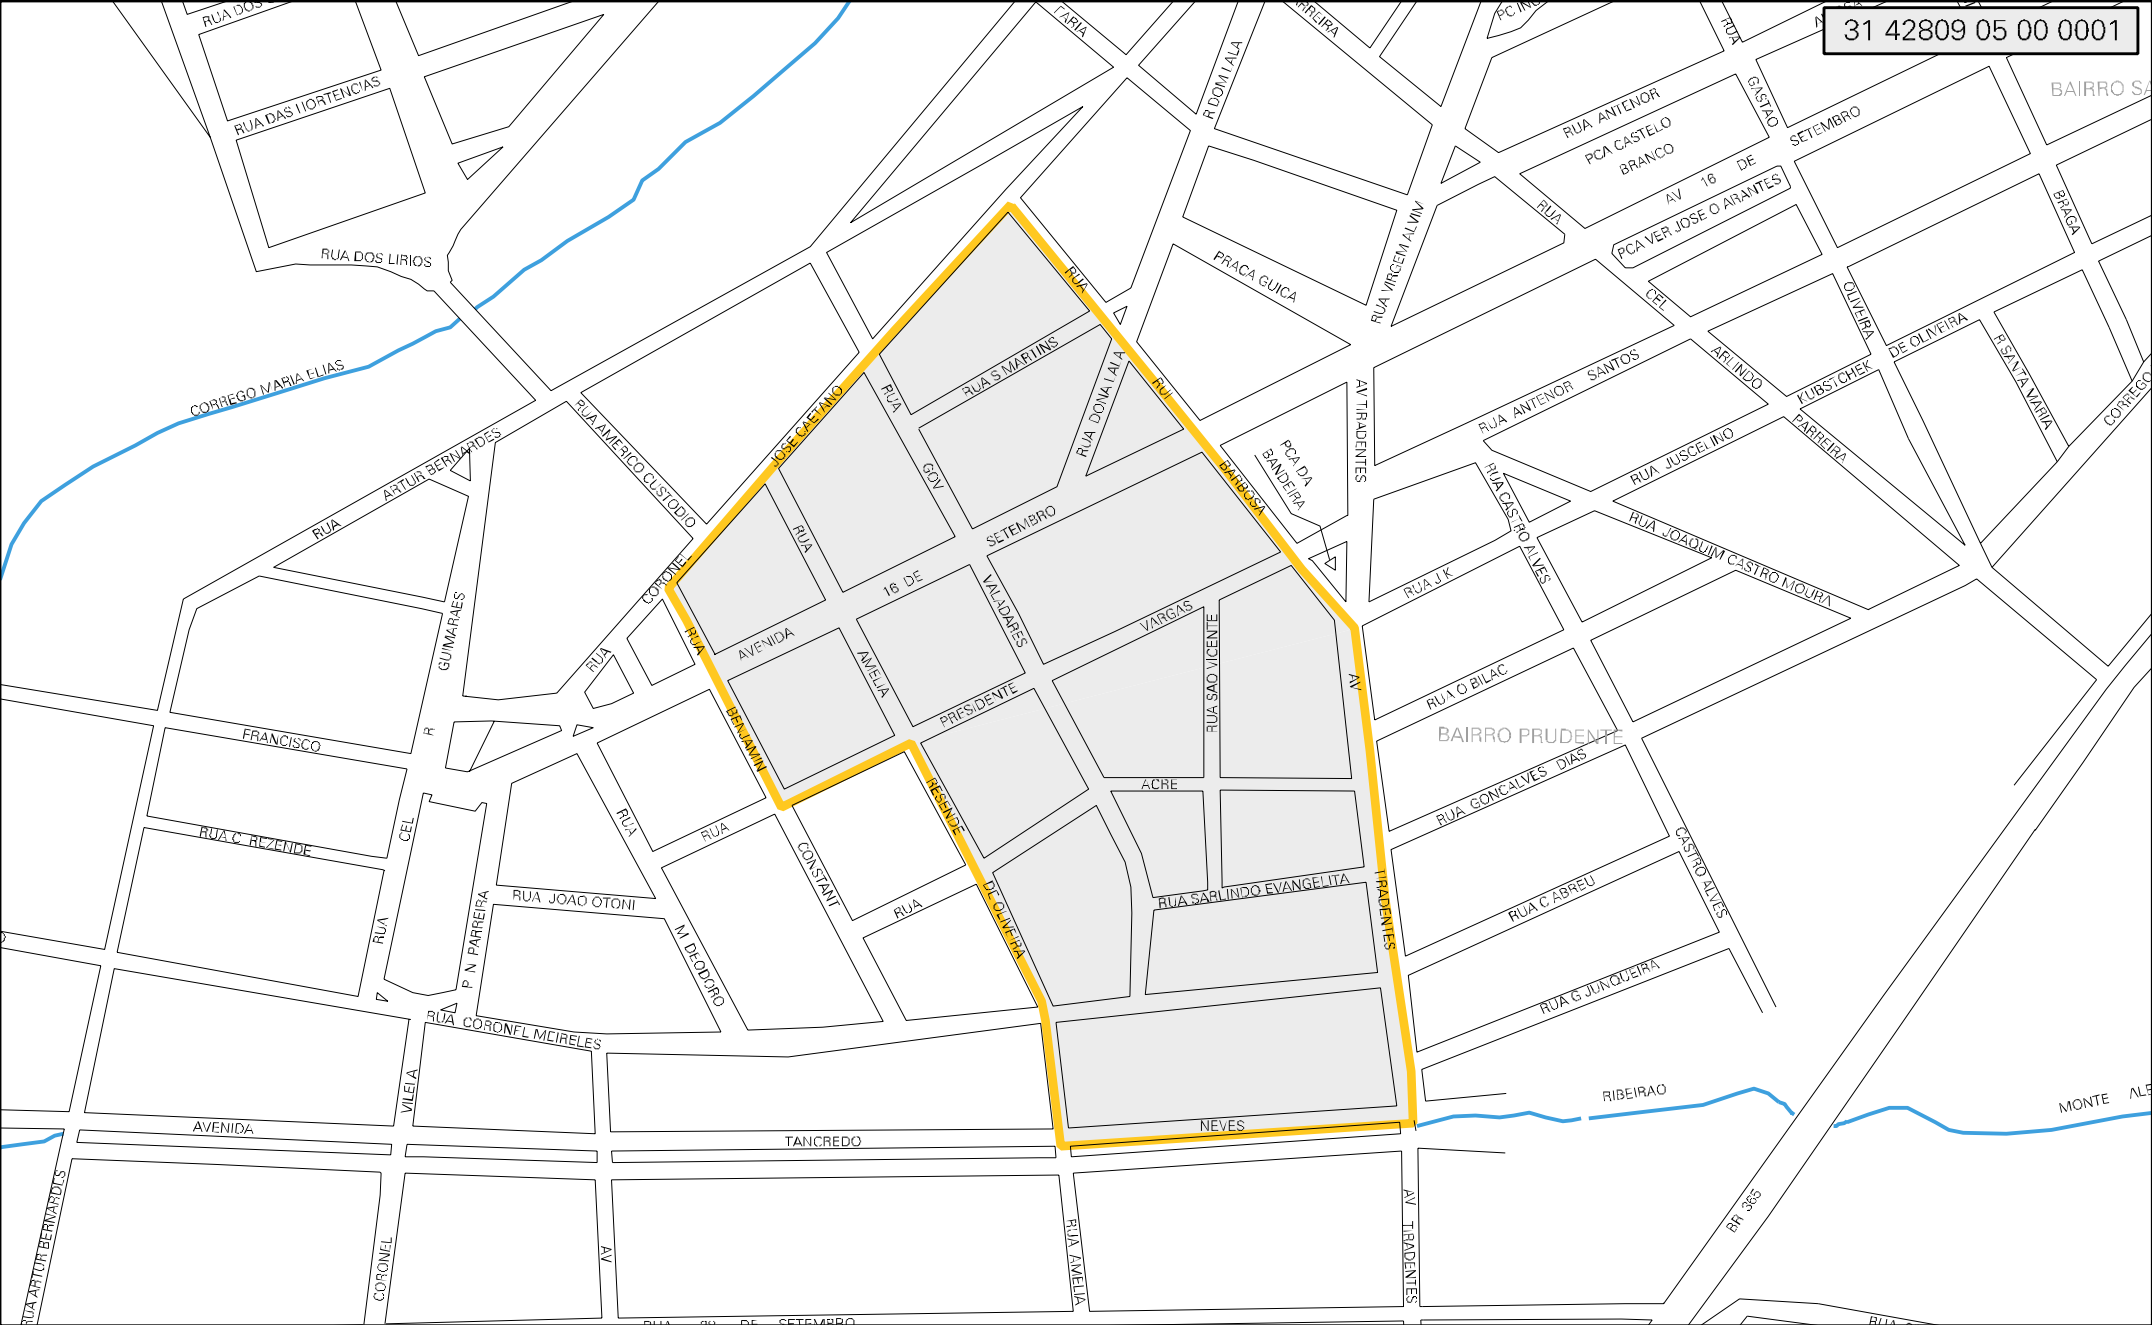 31 42809 05 00 0001
RUA DAS HORTENCIAS
RUA DOS LIRIOS
CORREGO MARIA ELIAS
FARIA
R DOM LALA
RUA
GASTAO
OLIVEIRA
BRAGA
RUA ANTENOR
SETEMBRO
PCA CASTELO
BRANCO
AV 16 DE
PCA VER JOSE O ARANTES
RUA
CEL
ARLINDO
PARREIRA
RUA VIRGEM ALVIM
PRACA GUICA
RUA
RUI
BARBOSA
RUA S MARTINS
RUA DONA LALA
RUA
GOV
VALADARES
JOSE CAETANO
CORONEL
RUA
RUA AMERICO CUSTODIO
RUA
ARTUR BERNARDES
PCA DA
BANDEIRA
AV TIRADENTES
RUA ANTENOR SANTOS
RUA JUSCELINO
KUBSTCHEK
DE OLIVEIRA
R SANTA MARIA
CORREGO
RUA CASTRO ALVES
RUA JOAQUIM CASTRO MOURA
RUA J K
RUA O BILAC
BAIRRO PRUDENTE
RUA GONCALVES DIAS
RUA C ABREU
RUA G JUNQUEIRA
CASTRO ALVES
AVENIDA
16 DE
SETEMBRO
RUA
AMELIA
RESENDE
DE OLIVEIRA
PRESIDENTE
VARGAS
RUA SAO VICENTE
ACRE
RUA SARLINDO EVANGELITA
AV
TIRADENTES
RUA
BENJAMIN
CONSTANT
RUA
RUA
RUA
M DEODORO
RUA JOAO OTONI
P N PARREIRA
R
GUIMARAES
FRANCISCO
RUA C REZENDE
RUA
CEL
RUA CORONEL MEIRELES
VILELA
AVENIDA
TANCREDO
NEVES
RIBEIRAO
MONTE
BR 365
RUA ARTUR BERNARDES
CORONEL
AV
RUA AMELIA
AV TIRADENTES
DE SETEMBRO